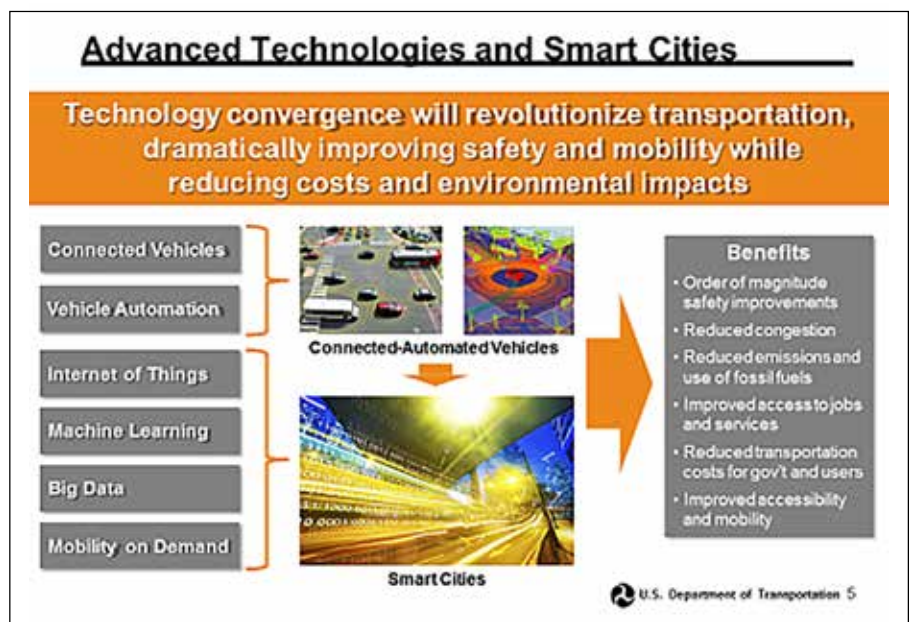 Advanced Technologies and Smart Cities
Technology convergence will revolutionize transportation,
dramatically improving safety and mobility while
reducing costs and environmental impacts
Connected Vehicles
Vehicle Automation
Internet of Things
Machine Learning
Big Data
Mobility on Demand
Connected-Automated Vehicles
Smart Cities
Benefits
• Order of magnitude
safety improvements
• Reduced congestion
• Reduced emissions and
use of fossil fuels
• Improved access to jobs
and services
• Reduced transportation
costs for gov't and users
• Improved accessibility
and mobility
U.S. Department of Transportation 5